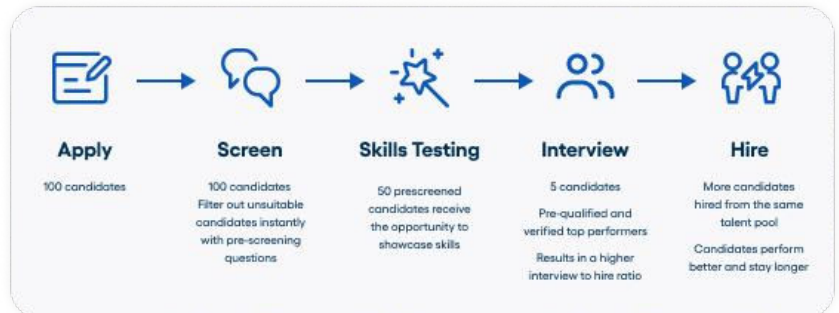 Apply
100 candidates
Screen
100 candidates
Filter out unsuitable
candidates instantly
with pre-screening
questions
Skills Testing
50 prescreened
candidates receive
the opportunity to
showcase skills
Interview
5 candidates
Pre-qualified and
verified top performers
Results in a higher
interview to hire ratio
Hire
More candidates
hired from the same
talent pool
Candidates perform
better and stay longer